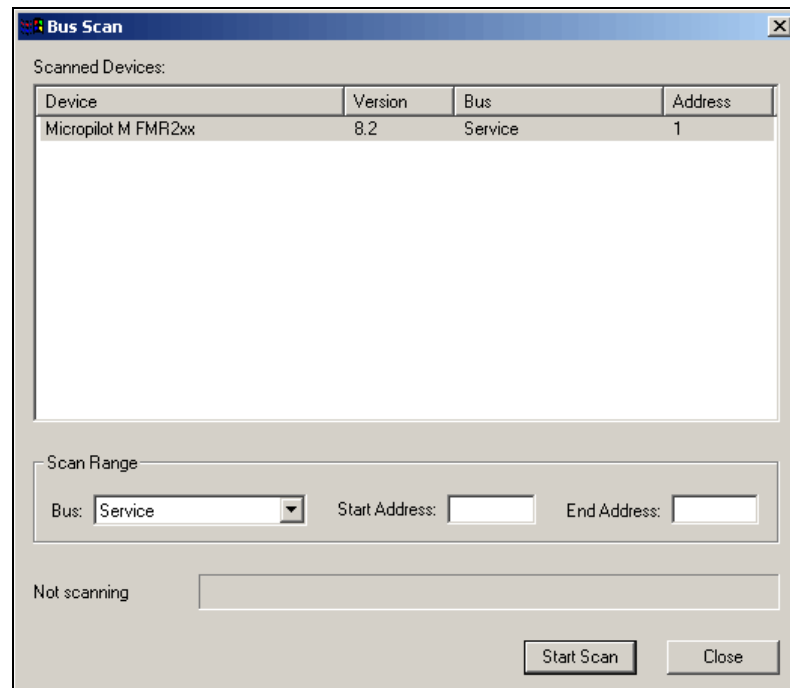 Bus Scan
Scanned Devices:
Device Version Bus Address
Micropilot M FMR2xx 8.2 Service 1
Scan Range
Bus: Service Start Address: End Address:
Not scanning
Start Scan Close